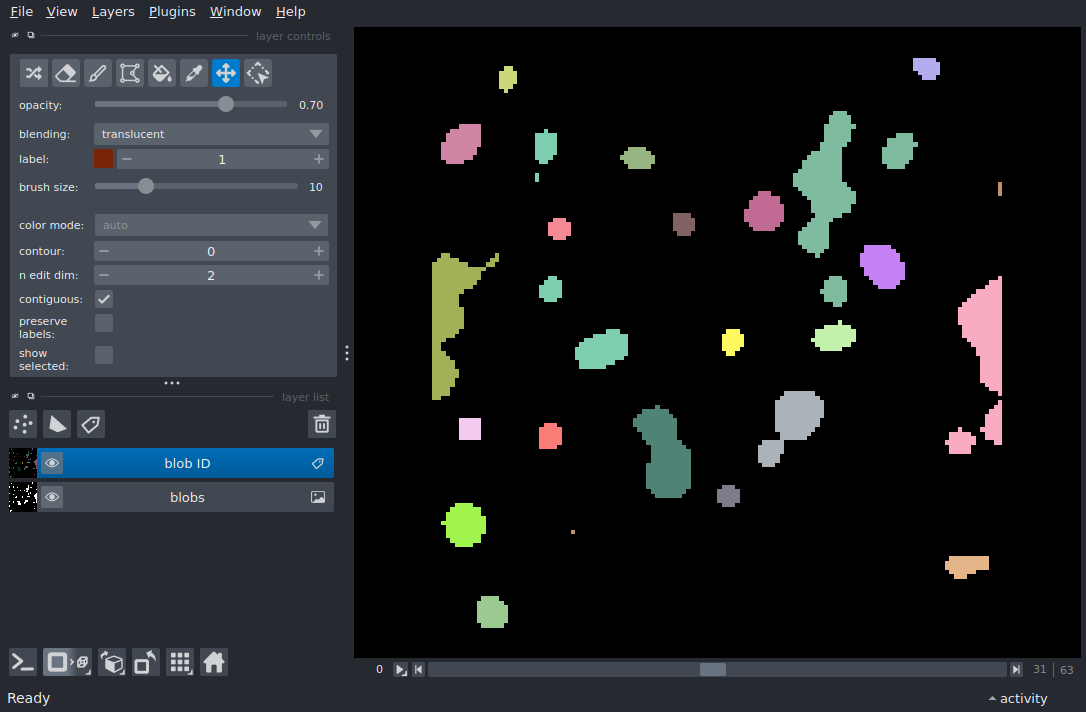 File View Layers Plugins Window Help
layer controls
opacity: 0.70
blending: translucent
label: 1
brush size: 10
color mode: auto
contour: 0
n edit dim: 2
contiguous:
preserve
labels:
show
selected:
layer list
blob ID
blobs
0 31 63
Ready activity